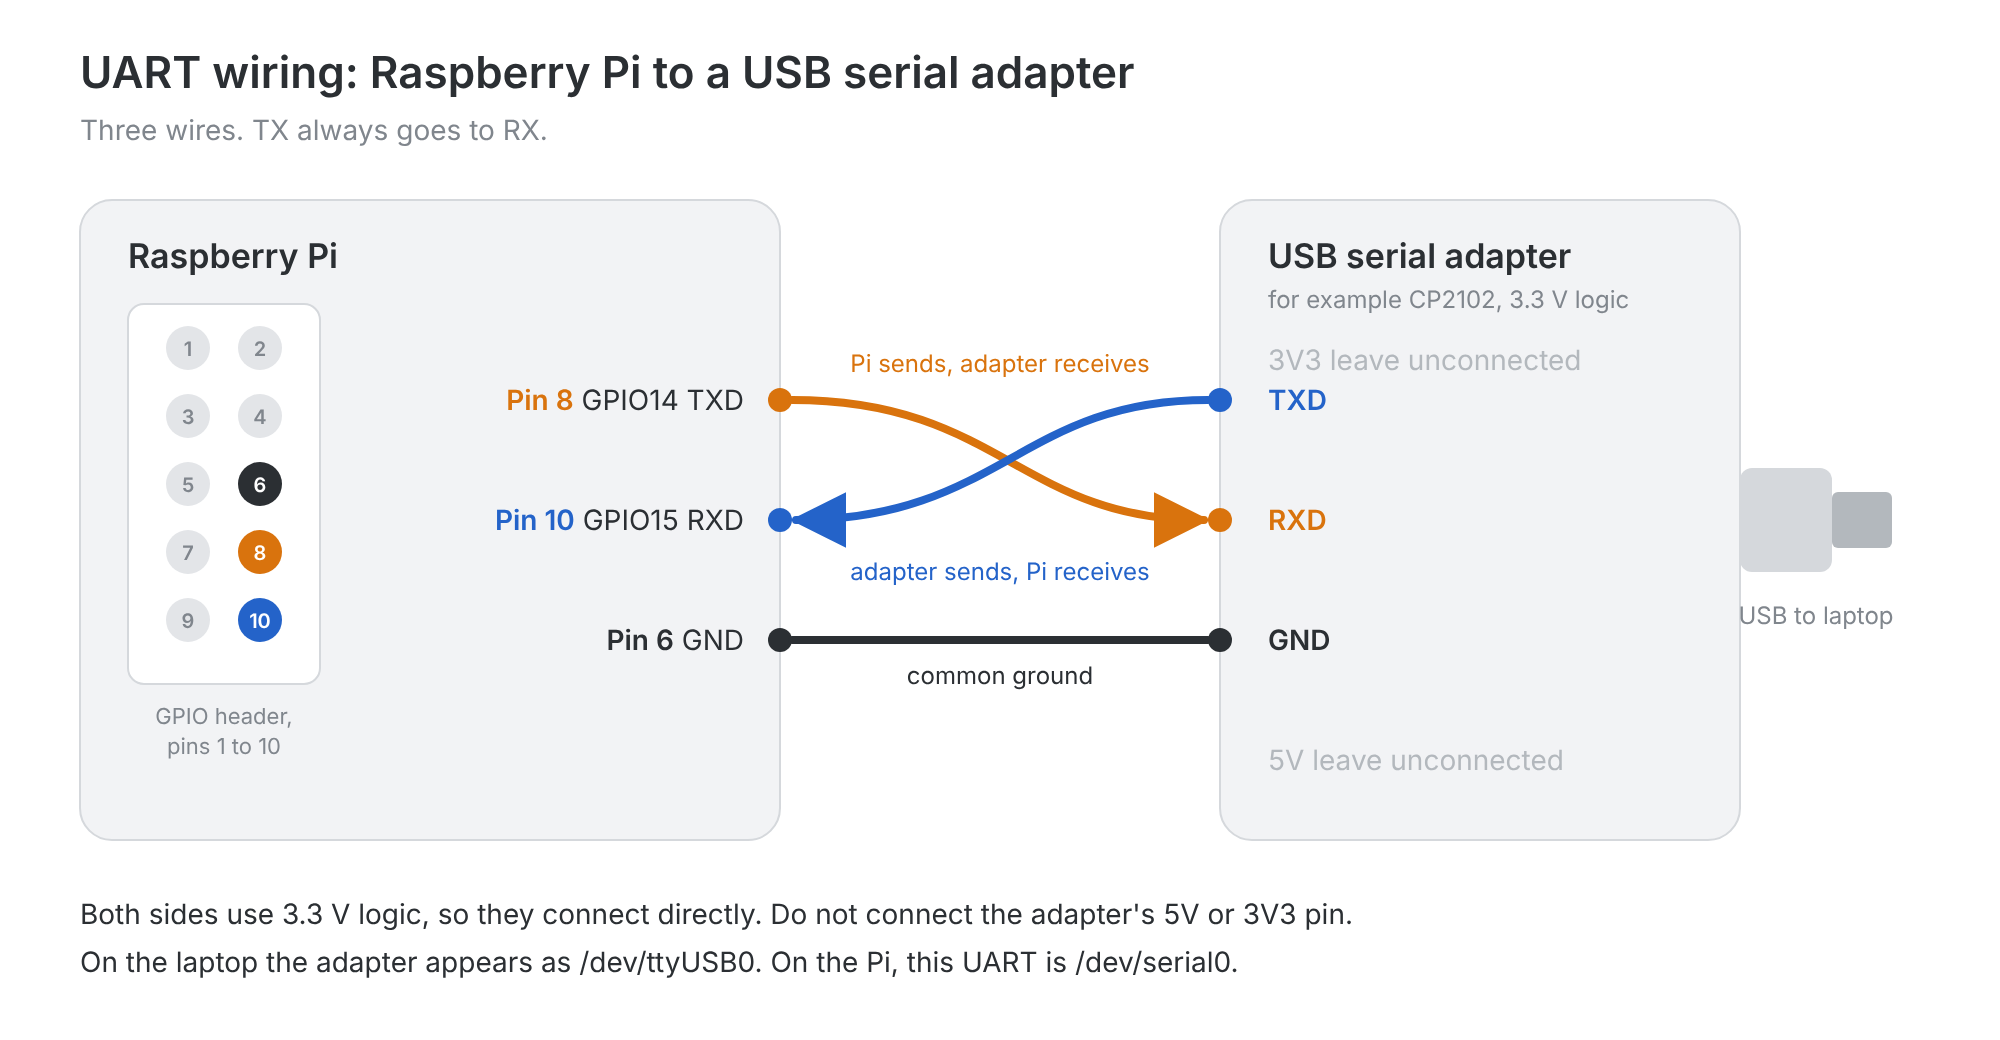 UART wiring: Raspberry Pi to a USB serial adapter
Three wires. TX always goes to RX.
Raspberry Pi
1 2
3 4
5 6
7 8
9 10
GPIO header,
pins 1 to 10
Pin 8 GPIO14 TXD
Pin 10 GPIO15 RXD
Pin 6 GND
Pi sends, adapter receives
adapter sends, Pi receives
common ground
USB serial adapter
for example CP2102, 3.3 V logic
3V3 leave unconnected
TXD
RXD
GND
5V leave unconnected
USB to laptop
Both sides use 3.3 V logic, so they connect directly. Do not connect the adapter's 5V or 3V3 pin.
On the laptop the adapter appears as /dev/ttyUSB0. On the Pi, this UART is /dev/serial0.